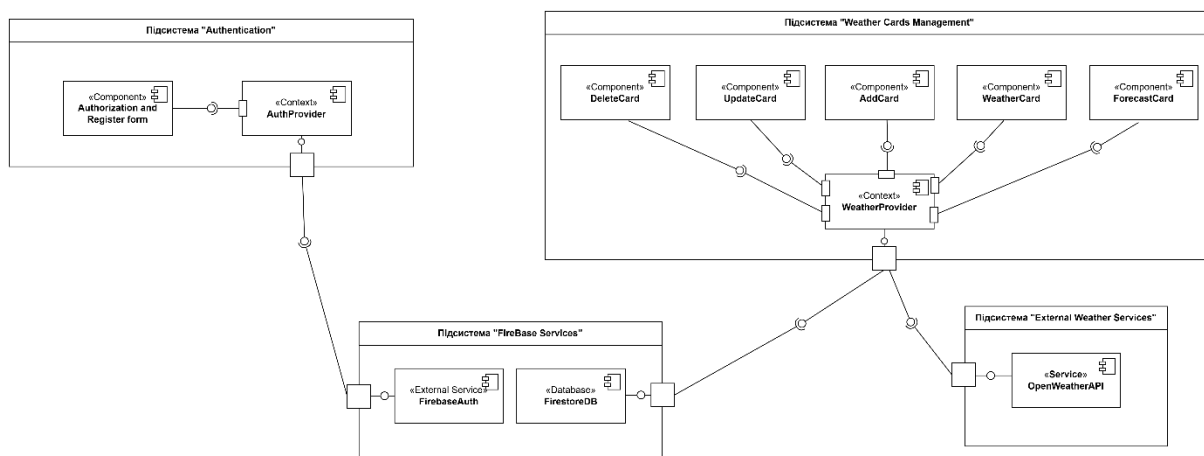 Підсистема "Authentication"
«Component»
Authorization and
Register form
«Context»
AuthProvider
Підсистема "Weather Cards Management"
«Component»
DeleteCard
«Component»
UpdateCard
«Component»
AddCard
«Component»
WeatherCard
«Component»
ForecastCard
«Context»
WeatherProvider
Підсистема "FireBase Services"
«External Service»
FirebaseAuth
«Database»
FirestoreDB
Підсистема "External Weather Services"
«Service»
OpenWeatherAPI